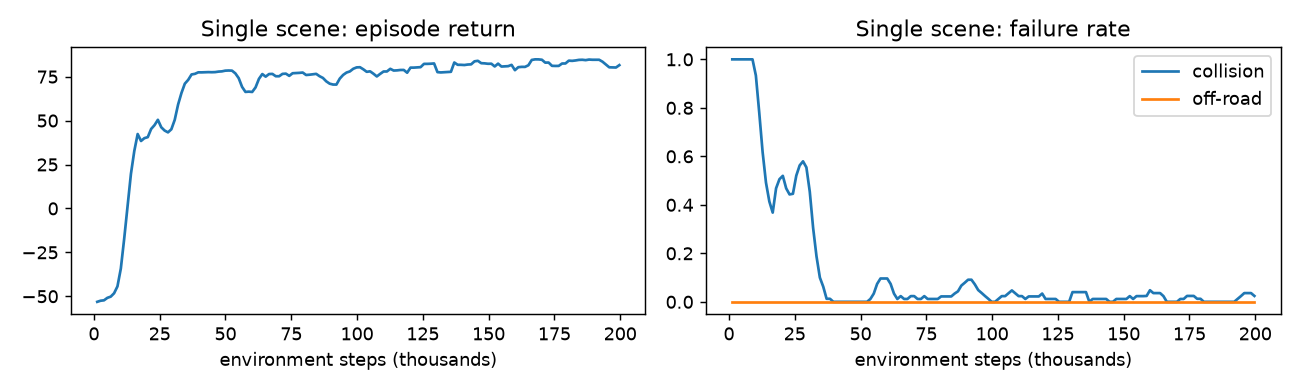 Single scene: episode return
75
50
25
0
−25
−50
0 25 50 75 100 125 150 175 200
environment steps (thousands)
Single scene: failure rate
1.0
0.8
0.6
0.4
0.2
0.0
collision
off-road
0 25 50 75 100 125 150 175 200
environment steps (thousands)